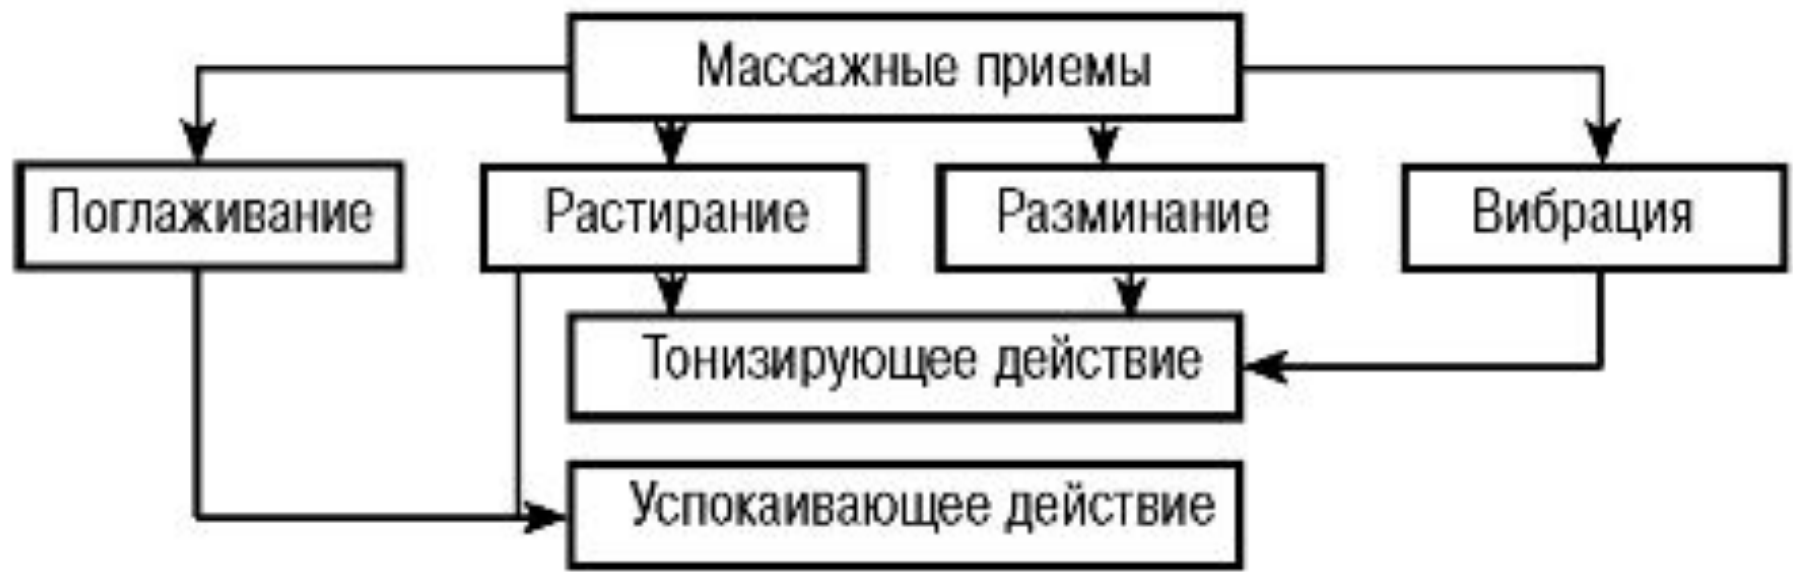 Массажные приемы
Поглаживание
Растирание
Разминание
Вибрация
Тонизирующее действие
Успокаивающее действие